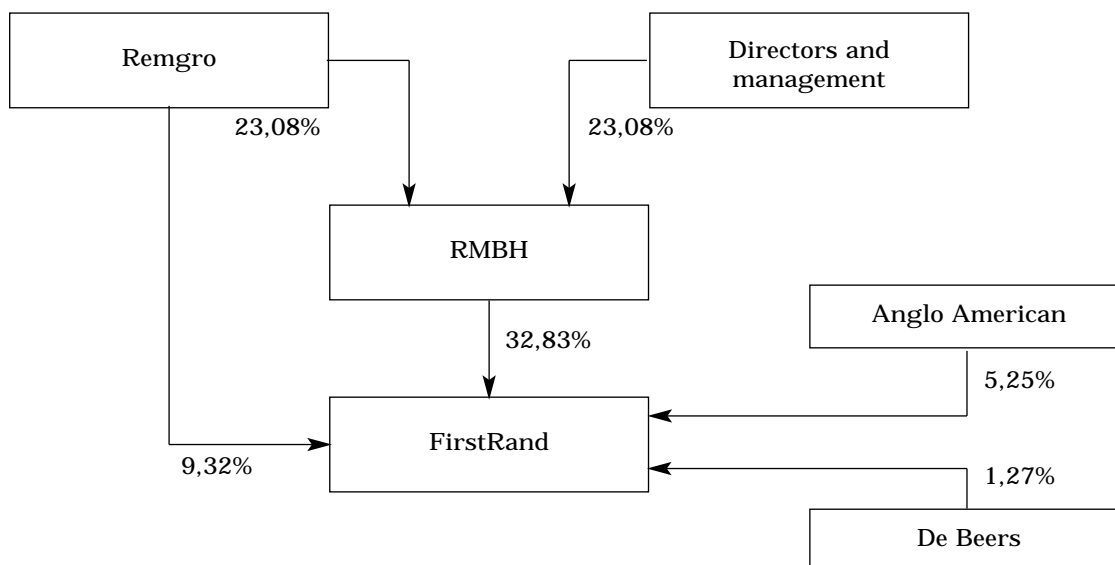 Remgro
Directors and
management
23,08%
23,08%
RMBH
32,83%
Anglo American
5,25%
FirstRand
9,32%
1,27%
De Beers